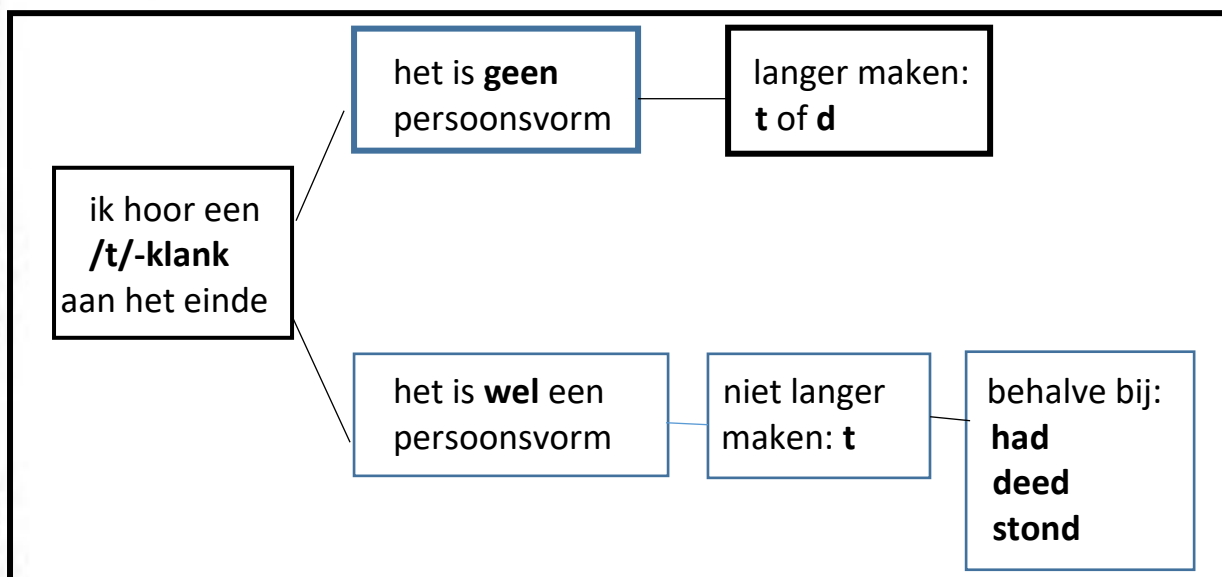 het is geen
persoonsvorm
langer maken:
t of d
ik hoor een
/t/-klank
aan het einde
het is wel een
persoonsvorm
niet langer
maken: t
behalve bij:
had
deed
stond